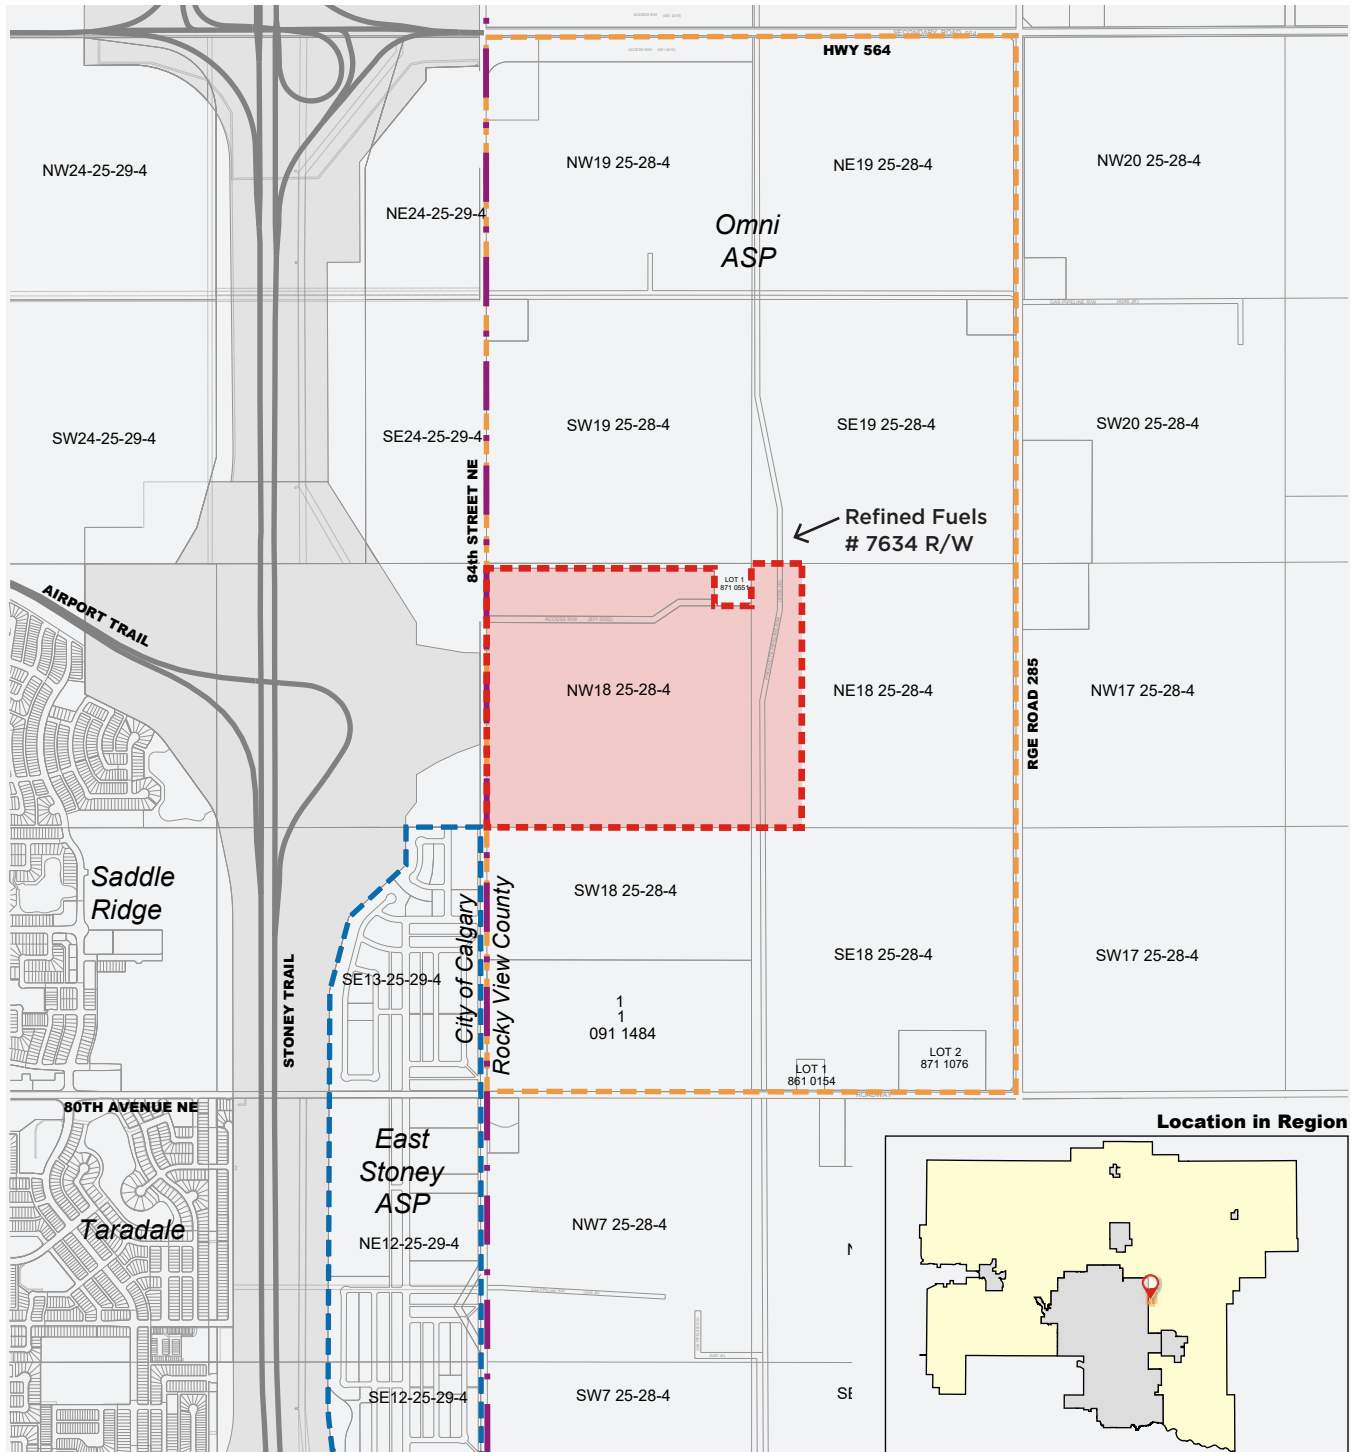 SECONDARY ROAD 564
HWY 564
NW24-25-29-4
NE24-25-29-4
NW19 25-28-4
NE19 25-28-4
NW20 25-28-4
Omni
ASP
SW24-25-29-4
SE24-25-29-4
SW19 25-28-4
SE19 25-28-4
SW20 25-28-4
84th STREET NE
Refined Fuels
# 7634 R/W
LOT 1
871 0551
AIRPORT TRAIL
NW18 25-28-4
NE18 25-28-4
NW17 25-28-4
RGE ROAD 285
Saddle
Ridge
SW18 25-28-4
SE18 25-28-4
SW17 25-28-4
SE13-25-29-4
City of Calgary
Rocky View County
STONEY TRAIL
1
1
091 1484
LOT 1
861 0154
LOT 2
871 1076
ROADWAY
80TH AVENUE NE
Location in Region
East
Stoney
ASP
Taradale
NE12-25-29-4
NW7 25-28-4
SE12-25-29-4
SW7 25-28-4
SE